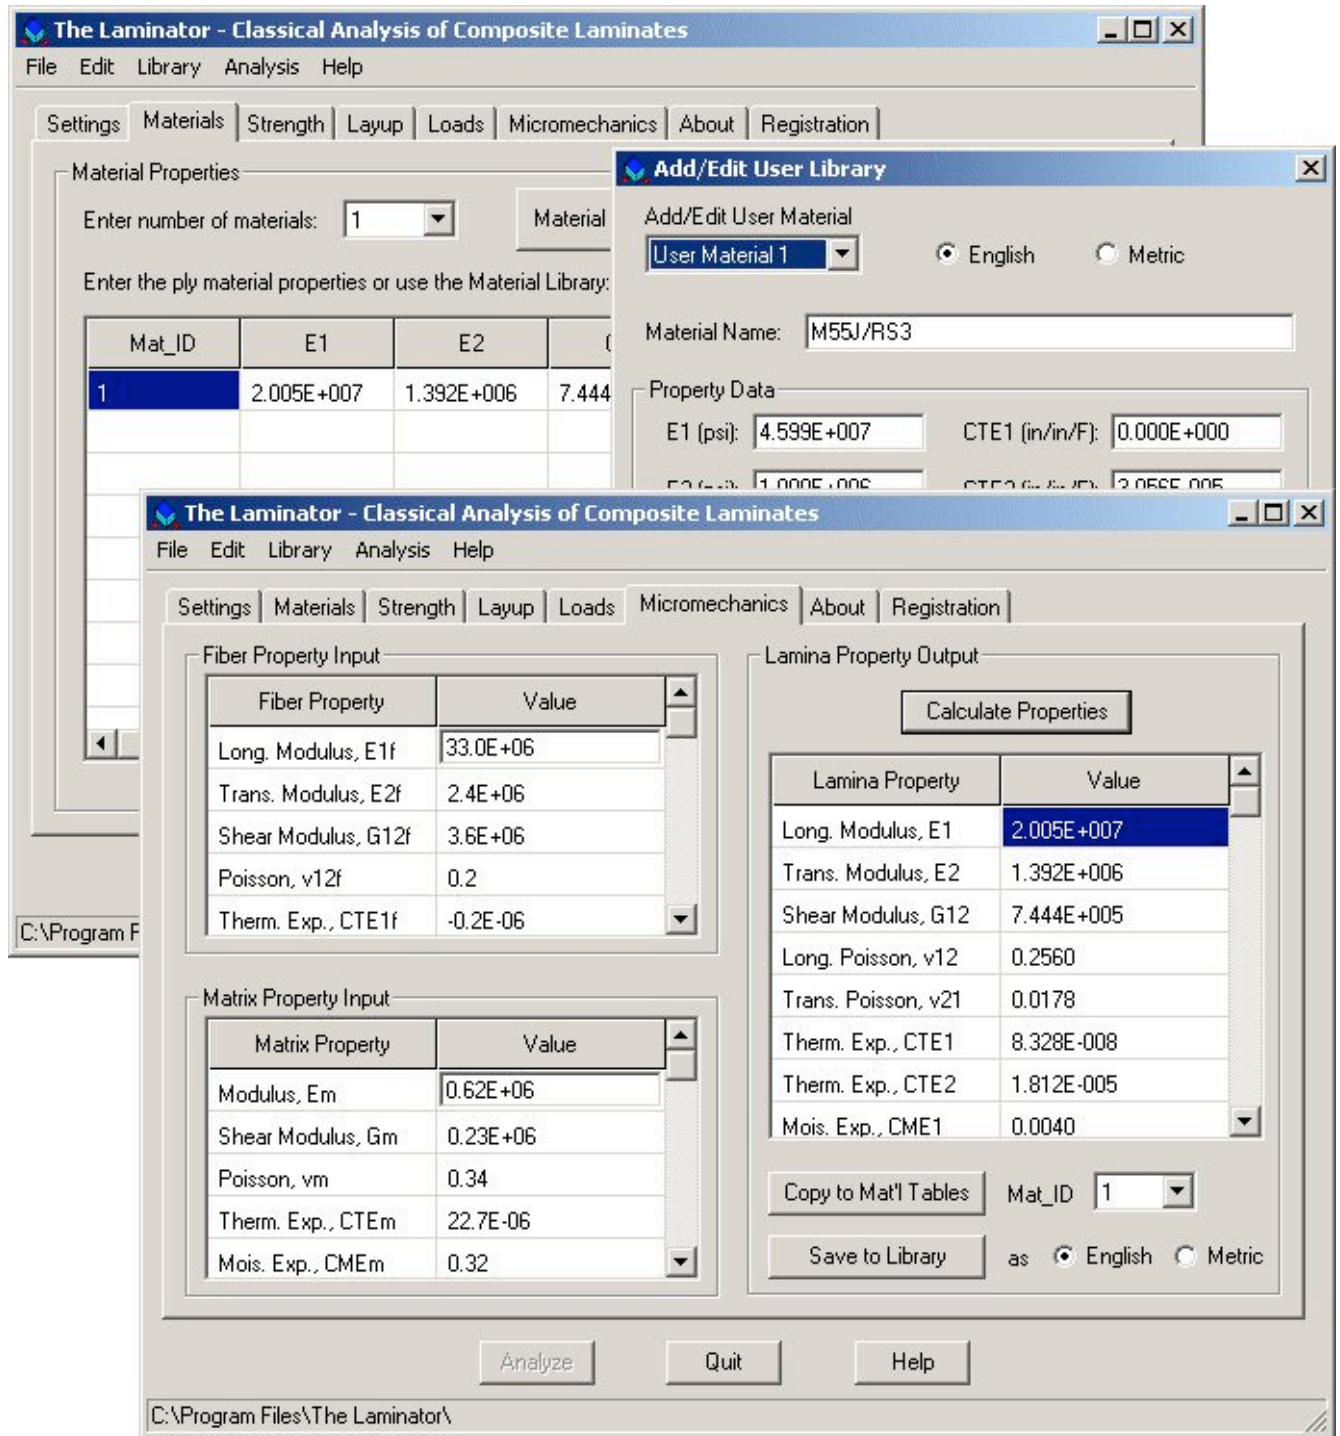 The Laminator - Classical Analysis of Composite Laminates
File Edit Library Analysis Help
Settings Materials Strength Layup Loads Micromechanics About Registration
Material Properties
Enter number of materials: 1 Material
Enter the ply material properties or use the Material Library:
Mat_ID E1 E2
1 2.005E+007 1.392E+006 7.444
C:\Program F
Add/Edit User Library
Add/Edit User Material
User Material 1 English Metric
Material Name: M55J/RS3
Property Data
E1 (psi): 4.599E+007 CTE1 (in/in/F): 0.000E+000
E2 (psi): 1.000E+006 CTE2 (in/in/F): 3.056E-005
The Laminator - Classical Analysis of Composite Laminates
File Edit Library Analysis Help
Settings Materials Strength Layup Loads Micromechanics About Registration
Fiber Property Input
Fiber Property Value
Long. Modulus, E1f 33.0E+06
Trans. Modulus, E2f 2.4E+06
Shear Modulus, G12f 3.6E+06
Poisson, v12f 0.2
Therm. Exp., CTE1f -0.2E-06
Matrix Property Input
Matrix Property Value
Modulus, Em 0.62E+06
Shear Modulus, Gm 0.23E+06
Poisson, vm 0.34
Therm. Exp., CTEm 22.7E-06
Mois. Exp., CMEm 0.32
Lamina Property Output
Calculate Properties
Lamina Property Value
Long. Modulus, E1 2.005E+007
Trans. Modulus, E2 1.392E+006
Shear Modulus, G12 7.444E+005
Long. Poisson, v12 0.2560
Trans. Poisson, v21 0.0178
Therm. Exp., CTE1 8.328E-008
Therm. Exp., CTE2 1.812E-005
Mois. Exp., CME1 0.0040
Copy to Mat'l Tables Mat_ID 1
Save to Library as English Metric
Analyze Quit Help
C:\Program Files\The Laminator\